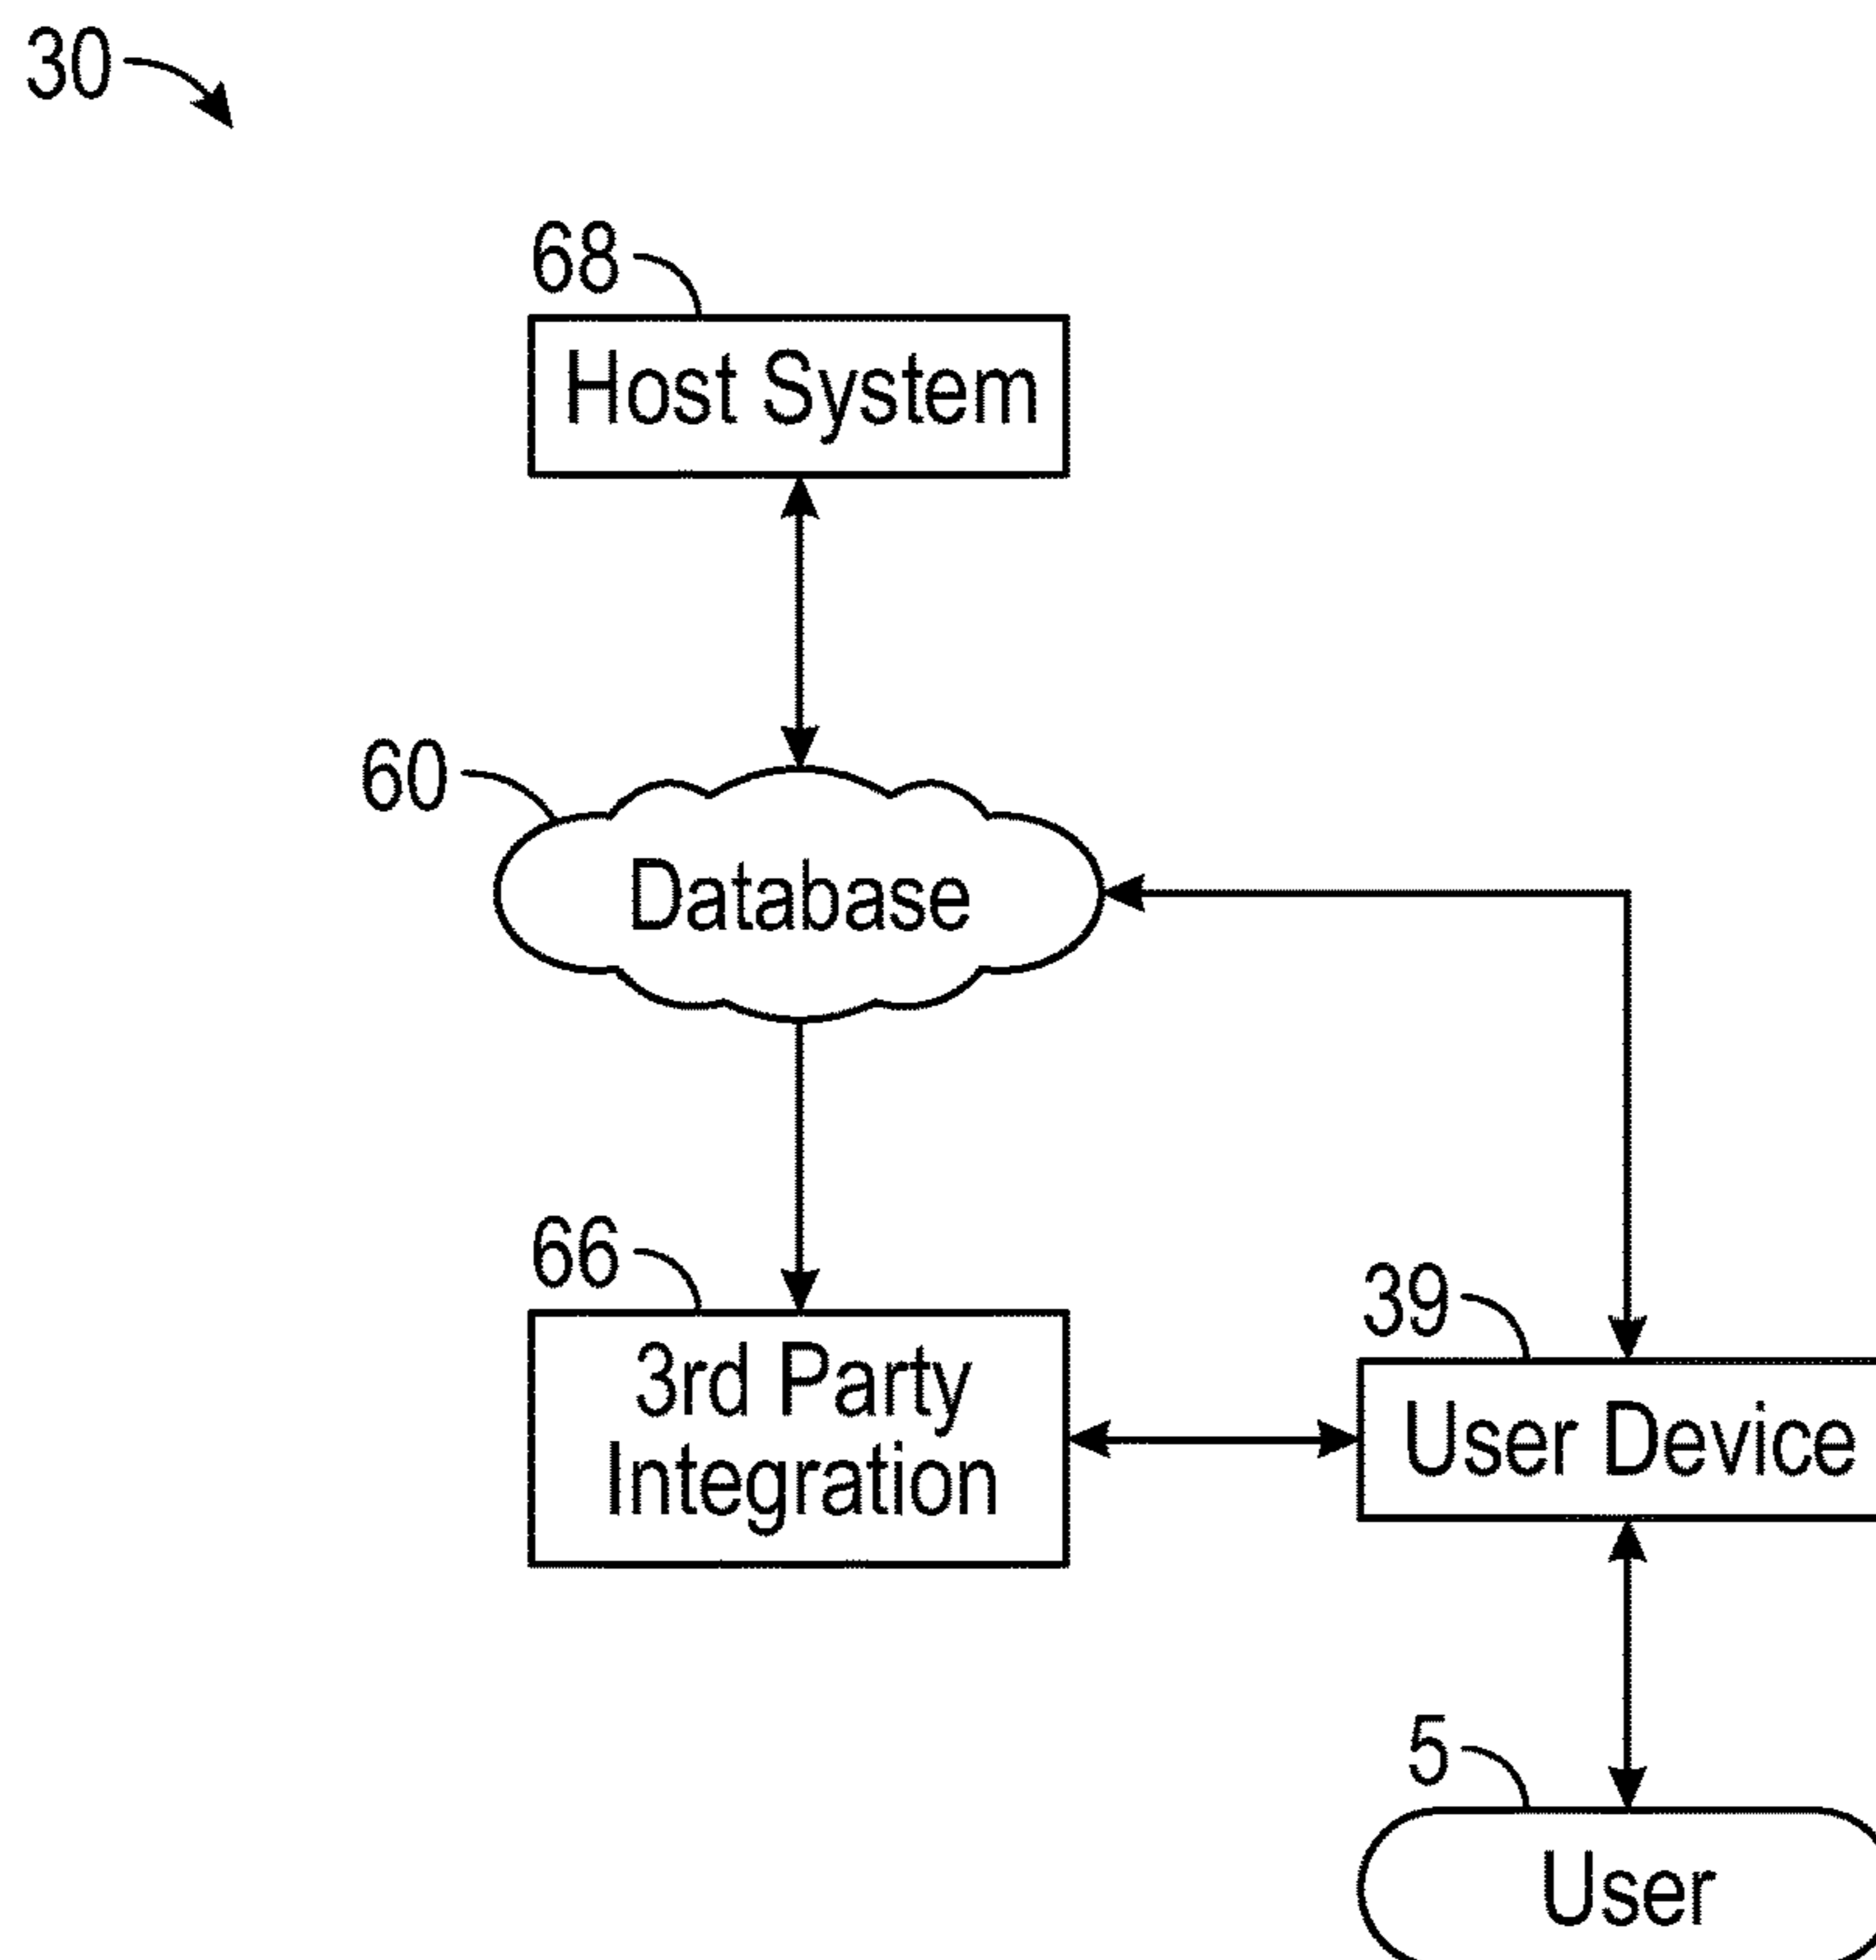 30
68
Host System
60
Database
66
3rd Party
Integration
39
User Device
5
User